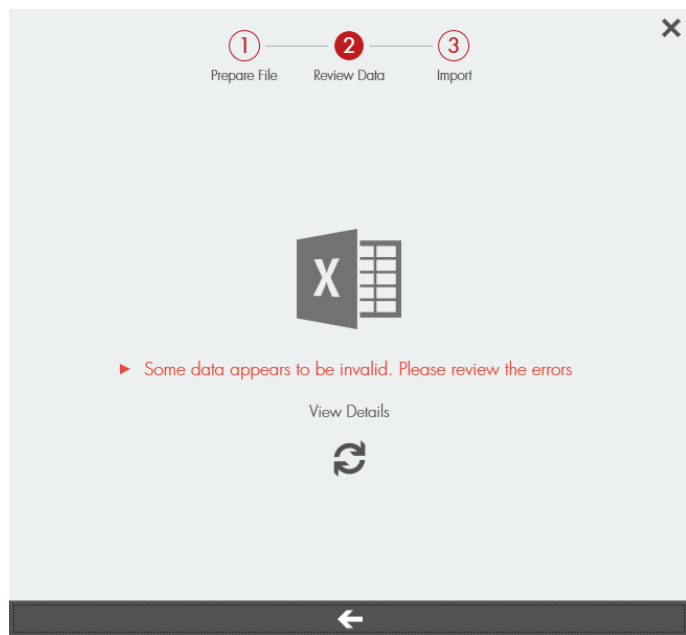 1 2 3
Prepare File Review Data Import
X
Some data appears to be invalid. Please review the errors
View Details